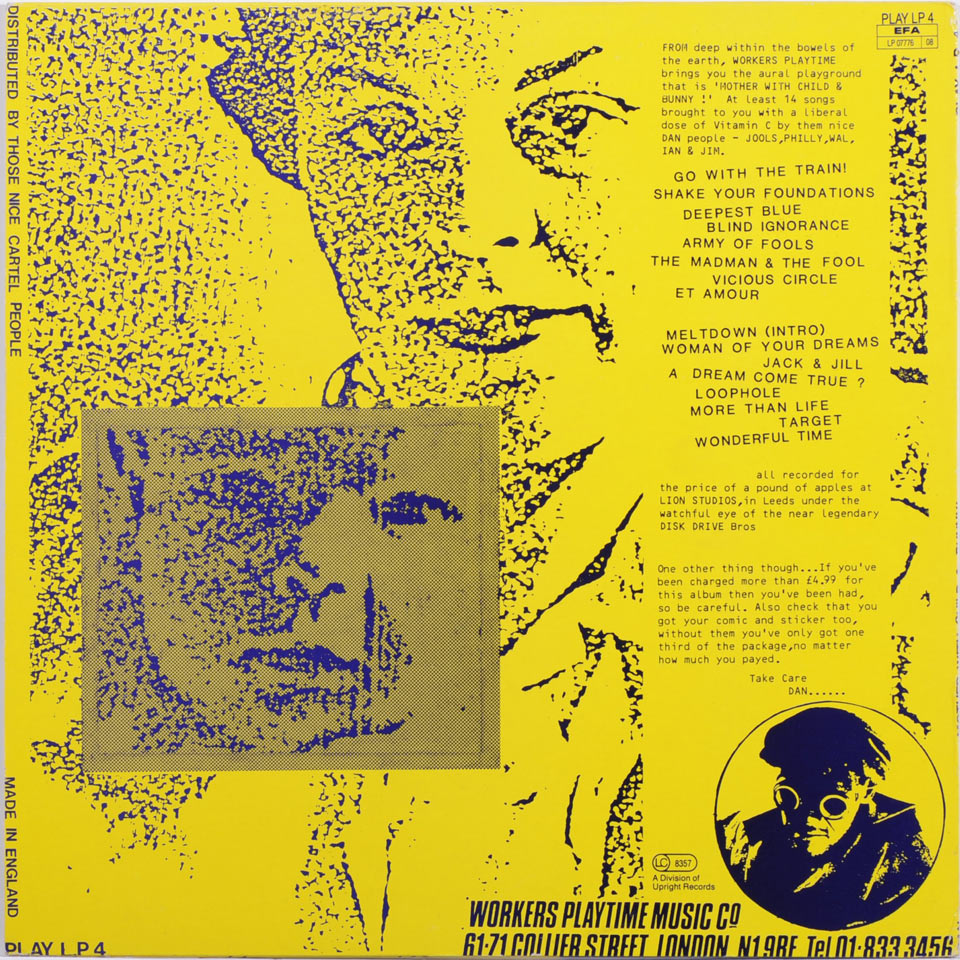 PLAY LP 4
EFA
LP 07776 08
FROM deep within the bowels of
the earth, WORKERS PLAYTIME
brings you the aural playground
that is 'MOTHER WITH CHILD &
BUNNY !' At least 14 songs
brought to you with a liberal
dose of Vitamin C by them nice
DAN people - JOOLS,PHILLY,WAL,
IAN & JIM.
GO WITH THE TRAIN!
SHAKE YOUR FOUNDATIONS
DEEPEST BLUE
BLIND IGNORANCE
ARMY OF FOOLS
THE MADMAN & THE FOOL
VICIOUS CIRCLE
ET AMOUR
MELTDOWN (INTRO)
WOMAN OF YOUR DREAMS
JACK & JILL
A DREAM COME TRUE ?
LOOPHOLE
MORE THAN LIFE
TARGET
WONDERFUL TIME
all recorded for
the price of a pound of apples at
LION STUDIOS,in Leeds under the
watchful eye of the near legendary
DISK DRIVE Bros
One other thing though...If you've
been charged more than £4.99 for
this album then you've been had,
so be careful. Also check that you
got your comic and sticker too,
without them you've only got one
third of the package,no matter
how much you payed.
Take Care
DAN......
LC 8357
A Division of
Upright Records
WORKERS PLAYTIME MUSIC Co
61·71 COLLIER STREET LONDON N1 9BE Tel 01·833 3456
DISTRIBUTED BY THOSE NICE CARTEL PEOPLE
MADE IN ENGLAND
PLAY LP4